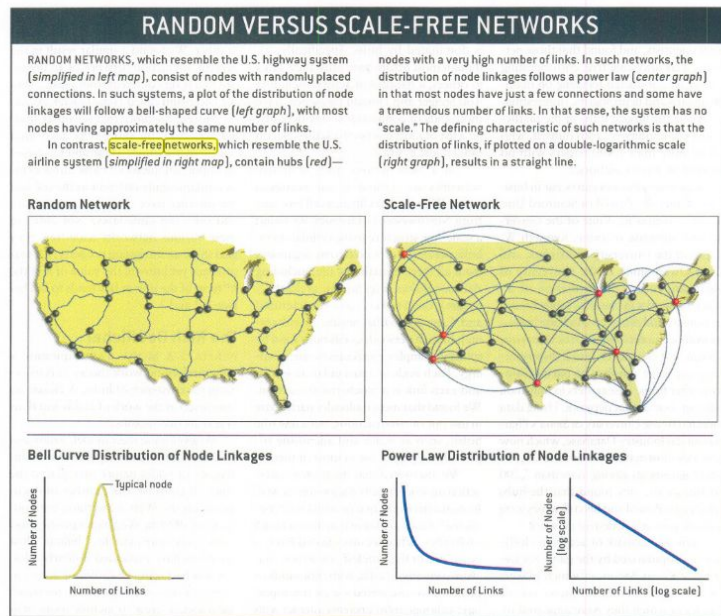 RANDOM VERSUS SCALE-FREE NETWORKS
RANDOM NETWORKS, which resemble the U.S. highway system
(simplified in left map), consist of nodes with randomly placed
connections. In such systems, a plot of the distribution of node
linkages will follow a bell-shaped curve (left graph), with most
nodes having approximately the same number of links.
In contrast, scale-free networks, which resemble the U.S.
airline system (simplified in right map), contain hubs (red)—
nodes with a very high number of links. In such networks, the
distribution of node linkages follows a power law (center graph)
in that most nodes have just a few connections and some have
a tremendous number of links. In that sense, the system has no
"scale." The defining characteristic of such networks is that the
distribution of links, if plotted on a double-logarithmic scale
(right graph), results in a straight line.
Random Network
Scale-Free Network
Bell Curve Distribution of Node Linkages
Typical node
Number of Nodes
Number of Links
Power Law Distribution of Node Linkages
Number of Nodes
Number of Links
Number of Nodes
(log scale)
Number of Links (log scale)